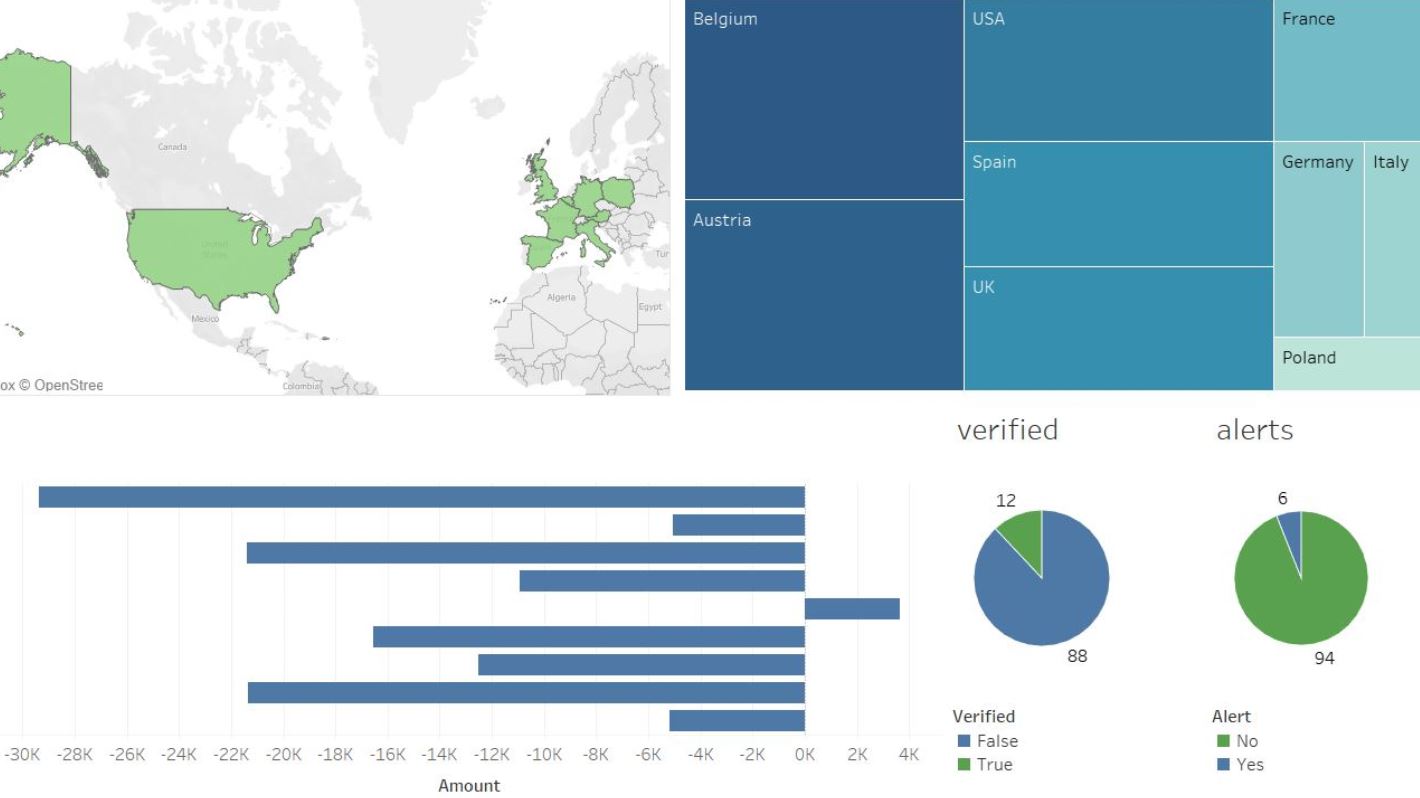 Canada
United
States
Mexico
Colombia
Algeria
Egypt
Tur
ox © OpenStree
Belgium
USA
France
Austria
Spain
Germany
Italy
UK
Poland
-30K -28K -26K -24K -22K -20K -18K -16K -14K -12K -10K -8K -6K -4K -2K 0K 2K 4K
Amount
verified
12
88
Verified
False
True
alerts
6
94
Alert
No
Yes